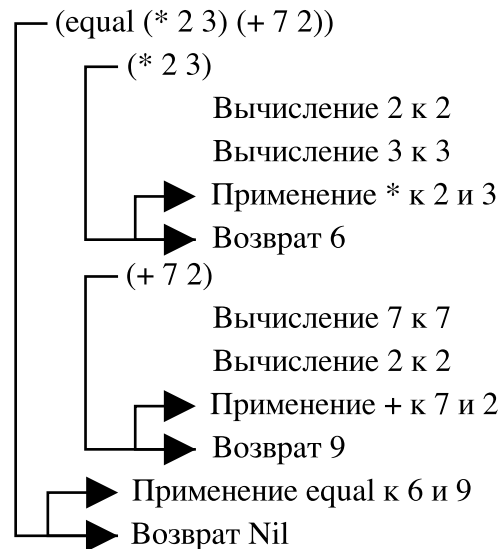 (equal (* 2 3) (+ 7 2))
(* 2 3)
Вычисление 2 к 2
Вычисление 3 к 3
Применение * к 2 и 3
Возврат 6
(+ 7 2)
Вычисление 7 к 7
Вычисление 2 к 2
Применение + к 7 и 2
Возврат 9
Применение equal к 6 и 9
Возврат Nil